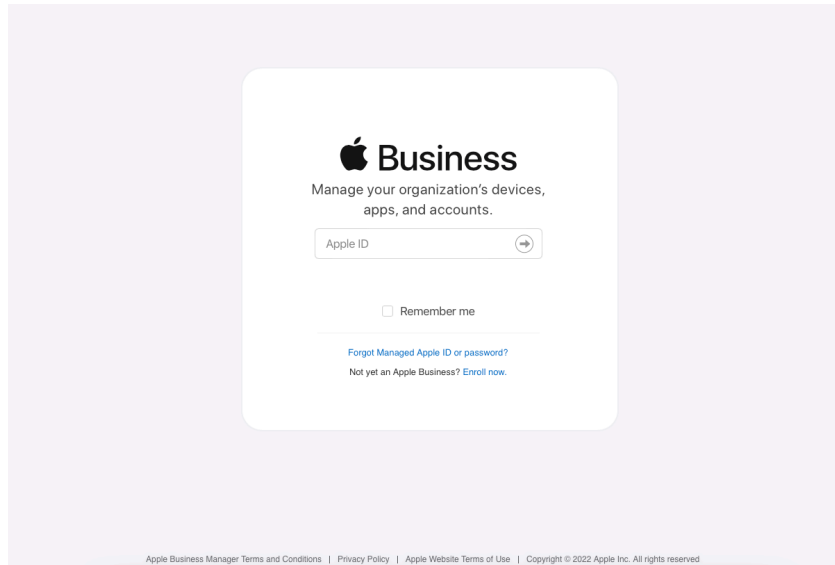 Business
Manage your organization's devices,
apps, and accounts.
Apple ID
Remember me
Forgot Managed Apple ID or password?
Not yet an Apple Business? Enroll now.
Apple Business Manager Terms and Conditions | Privacy Policy | Apple Website Terms of Use | Copyright © 2022 Apple Inc. All rights reserved